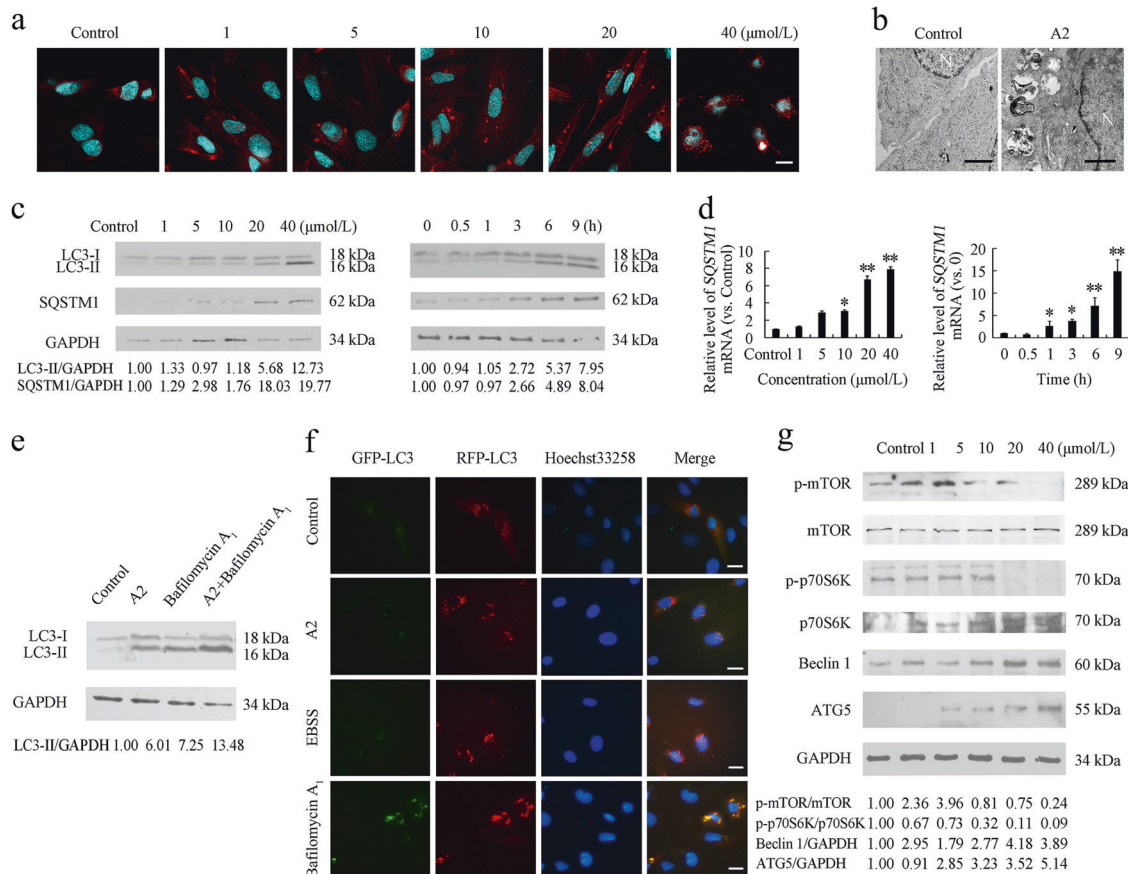 a
Control 1 5 10 20 40 (μmol/L)
b
Control A2
N N
c
Control 1 5 10 20 40 (μmol/L)
LC3-I 18 kDa
LC3-II 16 kDa
SQSTM1 62 kDa
GAPDH 34 kDa
LC3-II/GAPDH 1.00 1.33 0.97 1.18 5.68 12.73
SQSTM1/GAPDH 1.00 1.29 2.98 1.76 18.03 19.77
0 0.5 1 3 6 9 (h)
18 kDa
16 kDa
62 kDa
34 kDa
1.00 0.94 1.05 2.72 5.37 7.95
1.00 0.97 0.97 2.66 4.89 8.04
d
Relative level of SQSTM1
mRNA (vs. Control)
10
8
6
4
2
0
* ** **
Control 1 5 10 20 40
Concentration (μmol/L)
Relative level of SQSTM1
mRNA (vs. 0)
20
15
10
5
0
* * ** **
0 0.5 1 3 6 9
Time (h)
e
Control
A2
Bafilomycin A1
A2+Bafilomycin A1
LC3-I 18 kDa
LC3-II 16 kDa
GAPDH 34 kDa
LC3-II/GAPDH 1.00 6.01 7.25 13.48
f
GFP-LC3 RFP-LC3 Hoechst33258 Merge
Control
A2
EBSS
Bafilomycin A1
g
Control 1 5 10 20 40 (μmol/L)
p-mTOR 289 kDa
mTOR 289 kDa
p-p70S6K 70 kDa
p70S6K 70 kDa
Beclin 1 60 kDa
ATG5 55 kDa
GAPDH 34 kDa
p-mTOR/mTOR 1.00 2.36 3.96 0.81 0.75 0.24
p-p70S6K/p70S6K 1.00 0.67 0.73 0.32 0.11 0.09
Beclin 1/GAPDH 1.00 2.95 1.79 2.77 4.18 3.89
ATG5/GAPDH 1.00 0.91 2.85 3.23 3.52 5.14